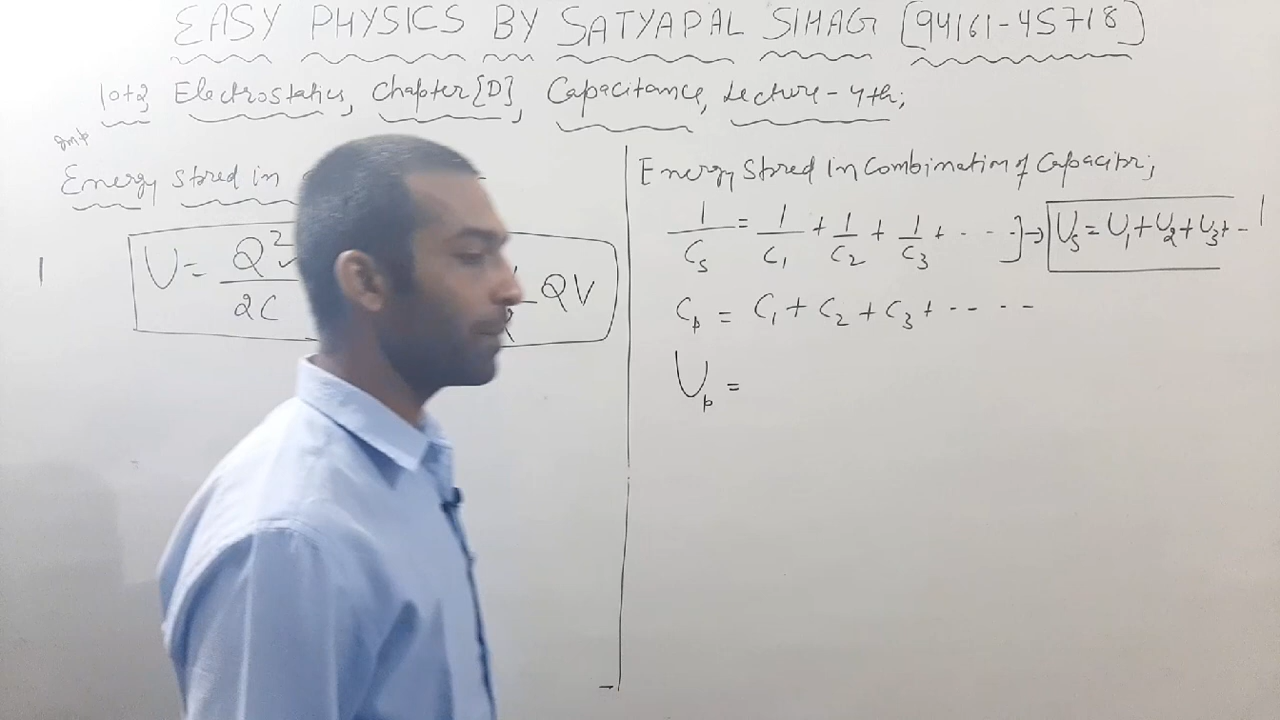 EASY PHYSICS BY SATYAPAL SIHAG [94161-45718]
10+2, Electrostatics, Chapter [D], Capacitance, Lecture - 4th;
Imp
Energy stored in
U = Q² / 2C
QV
1
Energy stored in Combination of Capacitor;
1/Cs = 1/C₁ + 1/C₂ + 1/C₃ + - - - - ] → Us = U₁ + U₂ + U₃ + - -
Cp = C₁ + C₂ + C₃ + - - - -
Up =